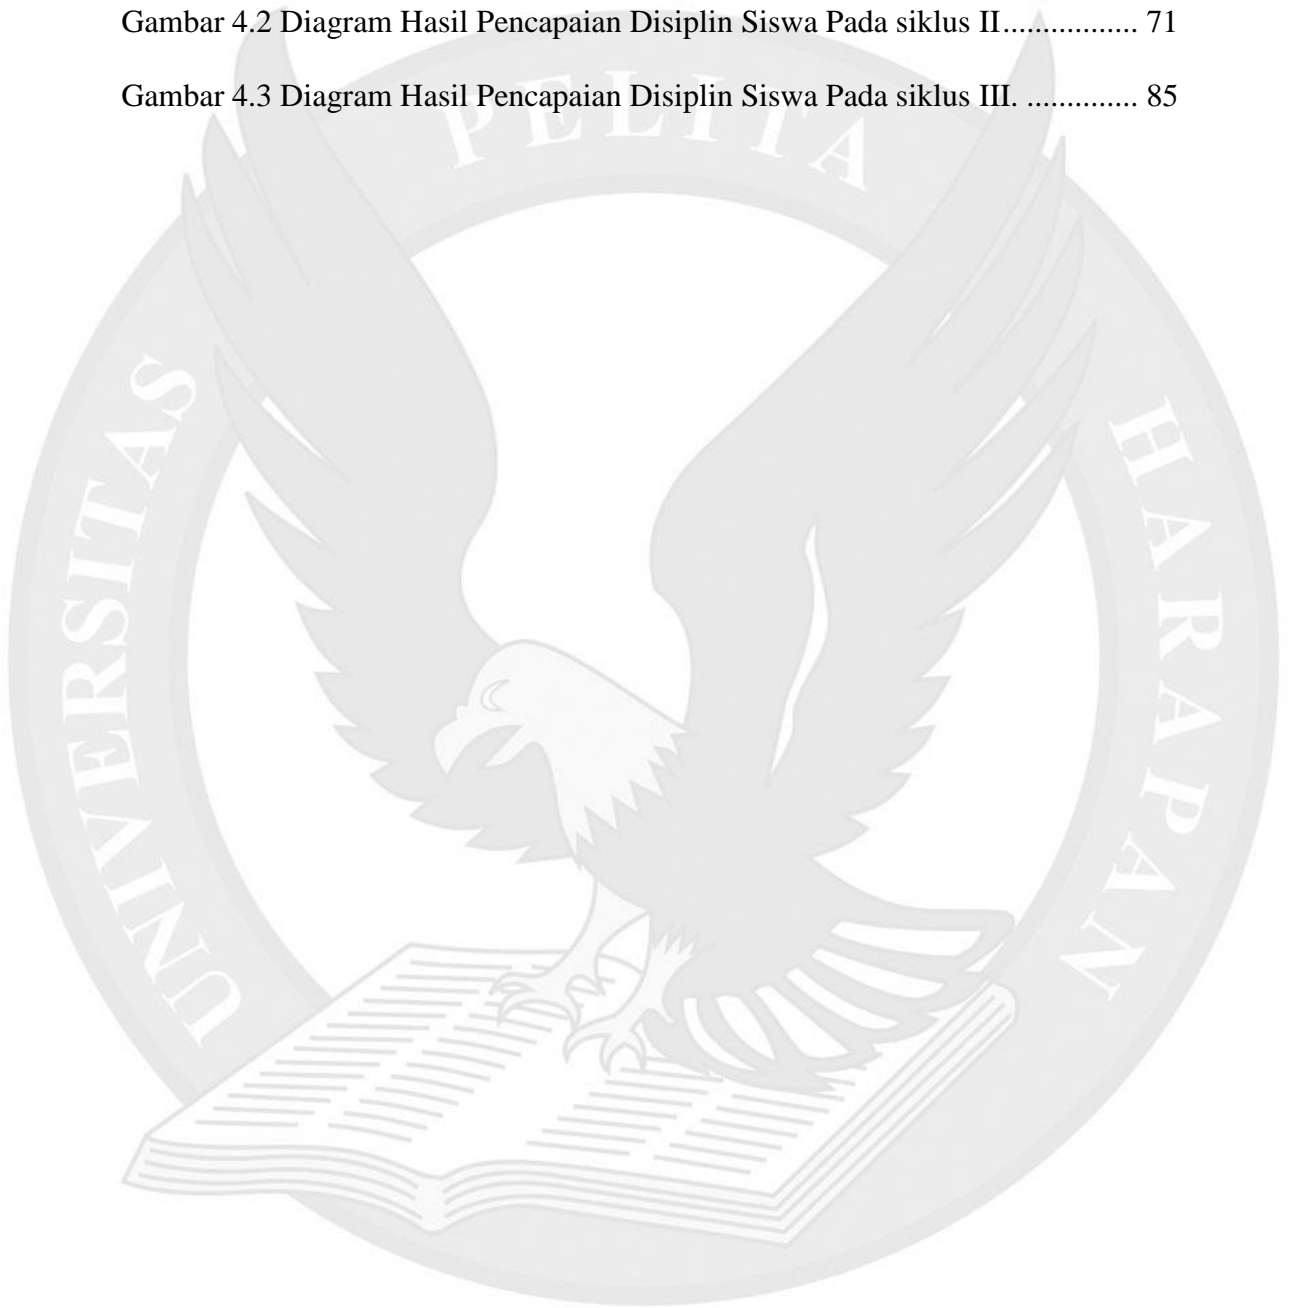 Gambar 4.2 Diagram Hasil Pencapaian Disiplin Siswa Pada siklus II................. 71
Gambar 4.3 Diagram Hasil Pencapaian Disiplin Siswa Pada siklus III. .............. 85
UNIVERSITAS PELITA HARAPAN